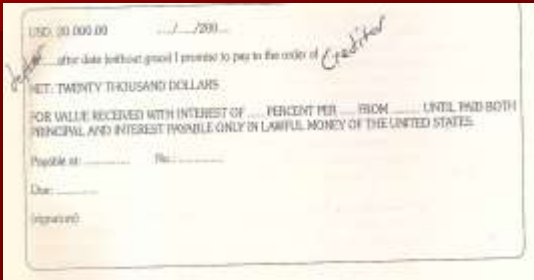 USD. 20 000.00 ..../..../200...
debtor ..... after date (without grace) I promise to pay to the order of Creditor
NET: TWENTY THOUSAND DOLLARS
FOR VALUE RECEIVED WITH INTEREST OF ..... PERCENT PER .... FROM ......... UNTIL PAID BOTH
PRINCIPAL AND INTEREST PAYABLE ONLY IN LAWFUL MONEY OF THE UNITED STATES.
Payable at: .............. No.: ..............
Due: .............
(signature)